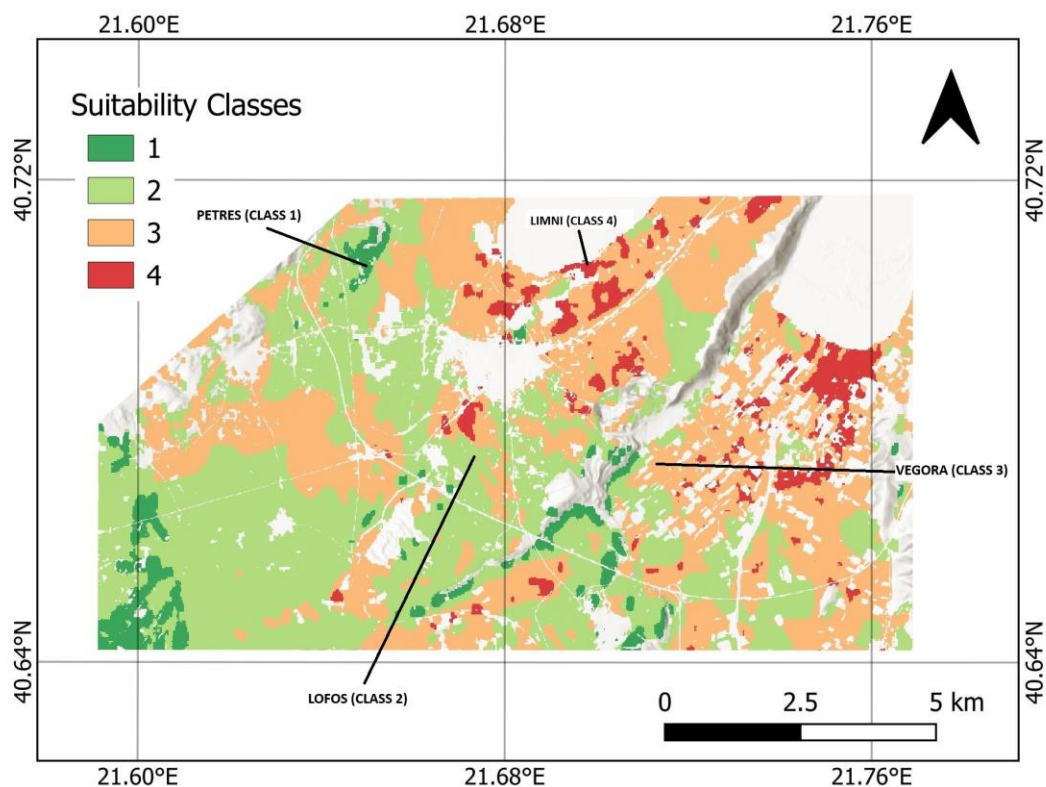 21.60°E
21.68°E
21.76°E
Suitability Classes
1
2
3
4
40.72°N
40.72°N
PETRES (CLASS 1)
LIMNI (CLASS 4)
VEGORA (CLASS 3)
40.64°N
40.64°N
LOFOS (CLASS 2)
0 2.5 5 km
21.60°E
21.68°E
21.76°E